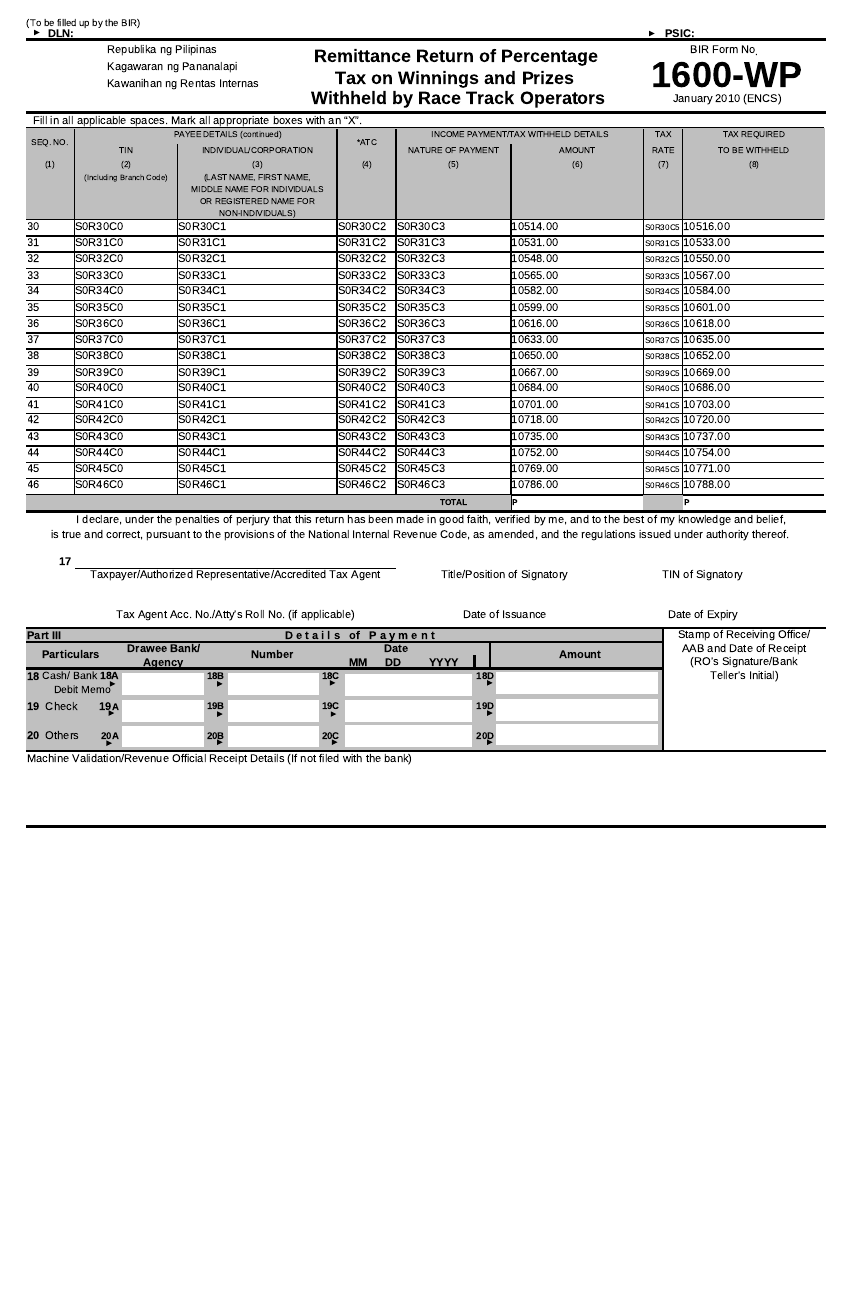 (To be filled up by the BIR)
► DLN: ► PSIC:
Republika ng Pilipinas
Kagawaran ng Pananalapi
Kawanihan ng Rentas Internas
Remittance Return of Percentage
Tax on Winnings and Prizes
Withheld by Race Track Operators
BIR Form No.
1600-WP
January 2010 (ENCS)
Fill in all applicable spaces. Mark all appropriate boxes with an “X”.
SEQ. NO. PAYEE DETAILS (continued) *ATC INCOME PAYMENT/TAX WITHHELD DETAILS TAX TAX REQUIRED
TIN INDIVIDUAL/CORPORATION NATURE OF PAYMENT AMOUNT RATE TO BE WITHHELD
(1) (2) (3) (4) (5) (6) (7) (8)
(Including Branch Code) (LAST NAME, FIRST NAME,
MIDDLE NAME FOR INDIVIDUALS
OR REGISTERED NAME FOR
NON-INDIVIDUALS)
30 S0R30C0 S0R30C1 S0R30C2 S0R30C3 10514.00 S0R30C5 10516.00
31 S0R31C0 S0R31C1 S0R31C2 S0R31C3 10531.00 S0R31C5 10533.00
32 S0R32C0 S0R32C1 S0R32C2 S0R32C3 10548.00 S0R32C5 10550.00
33 S0R33C0 S0R33C1 S0R33C2 S0R33C3 10565.00 S0R33C5 10567.00
34 S0R34C0 S0R34C1 S0R34C2 S0R34C3 10582.00 S0R34C5 10584.00
35 S0R35C0 S0R35C1 S0R35C2 S0R35C3 10599.00 S0R35C5 10601.00
36 S0R36C0 S0R36C1 S0R36C2 S0R36C3 10616.00 S0R36C5 10618.00
37 S0R37C0 S0R37C1 S0R37C2 S0R37C3 10633.00 S0R37C5 10635.00
38 S0R38C0 S0R38C1 S0R38C2 S0R38C3 10650.00 S0R38C5 10652.00
39 S0R39C0 S0R39C1 S0R39C2 S0R39C3 10667.00 S0R39C5 10669.00
40 S0R40C0 S0R40C1 S0R40C2 S0R40C3 10684.00 S0R40C5 10686.00
41 S0R41C0 S0R41C1 S0R41C2 S0R41C3 10701.00 S0R41C5 10703.00
42 S0R42C0 S0R42C1 S0R42C2 S0R42C3 10718.00 S0R42C5 10720.00
43 S0R43C0 S0R43C1 S0R43C2 S0R43C3 10735.00 S0R43C5 10737.00
44 S0R44C0 S0R44C1 S0R44C2 S0R44C3 10752.00 S0R44C5 10754.00
45 S0R45C0 S0R45C1 S0R45C2 S0R45C3 10769.00 S0R45C5 10771.00
46 S0R46C0 S0R46C1 S0R46C2 S0R46C3 10786.00 S0R46C5 10788.00
TOTAL P P
I declare, under the penalties of perjury that this return has been made in good faith, verified by me, and to the best of my knowledge and belief,
is true and correct, pursuant to the provisions of the National Internal Revenue Code, as amended, and the regulations issued under authority thereof.
17
Taxpayer/Authorized Representative/Accredited Tax Agent Title/Position of Signatory TIN of Signatory
Tax Agent Acc. No./Atty's Roll No. (if applicable) Date of Issuance Date of Expiry
Part III Details of Payment
Particulars Drawee Bank/ Agency Number Date MM DD YYYY Amount
18 Cash/ Bank 18A 18B 18C 18D
Debit Memo
19 Check 19A 19B 19C 19D
20 Others 20A 20B 20C 20D
Stamp of Receiving Office/
AAB and Date of Receipt
(RO's Signature/Bank
Teller's Initial)
Machine Validation/Revenue Official Receipt Details (If not filed with the bank)